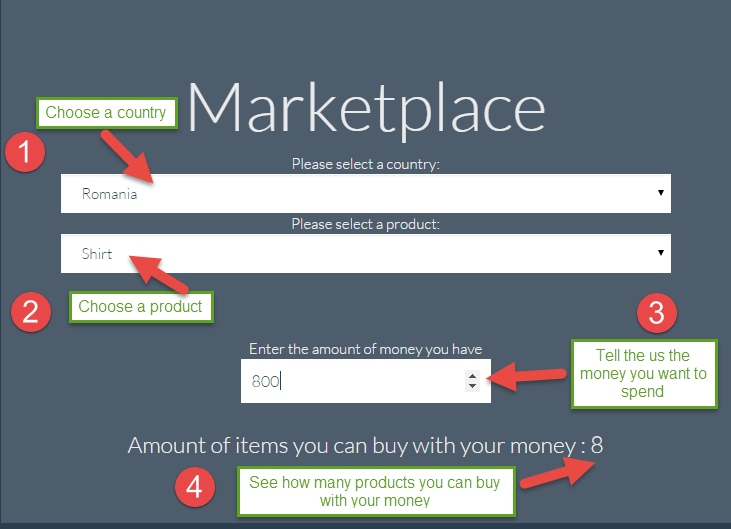 Marketplace
Choose a country
1
Please select a country:
Romania
Please select a product:
Shirt
2
Choose a product
3
Enter the amount of money you have
800
Tell the us the
money you want to
spend
Amount of items you can buy with your money : 8
4
See how many products you can buy
with your money